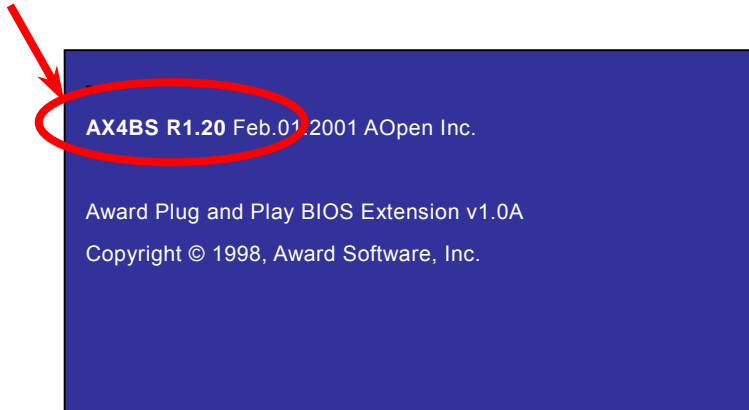 AX4BS R1.20 Feb.01.2001 AOpen Inc.
Award Plug and Play BIOS Extension v1.0A
Copyright © 1998, Award Software, Inc.